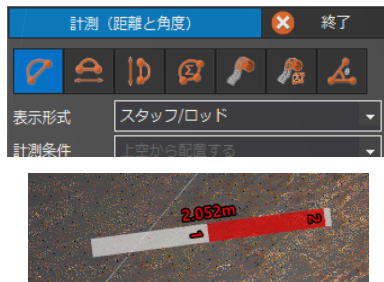 計測（距離と角度）
終了
表示形式
スタッフ/ロッド
計測条件
上空から配置する
2.052m
1
2